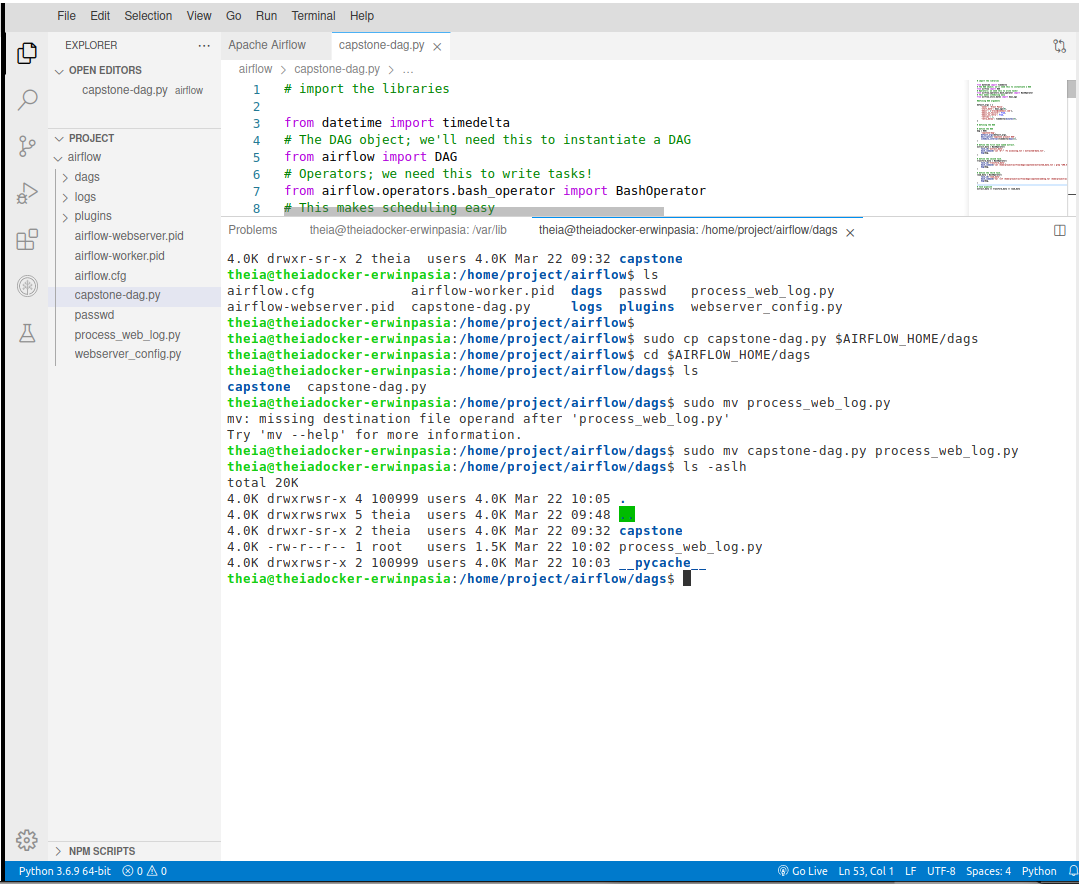 File Edit Selection View Go Run Terminal Help
EXPLORER ...
OPEN EDITORS
capstone-dag.py airflow
PROJECT
airflow
dags
logs
plugins
airflow-webserver.pid
airflow-worker.pid
airflow.cfg
capstone-dag.py
passwd
process_web_log.py
webserver_config.py
NPM SCRIPTS
Apache Airflow capstone-dag.py
airflow > capstone-dag.py > ...
1 # import the libraries
2
3 from datetime import timedelta
4 # The DAG object; we'll need this to instantiate a DAG
5 from airflow import DAG
6 # Operators; we need this to write tasks!
7 from airflow.operators.bash_operator import BashOperator
8 # This makes scheduling easy
Problems theia@theiadocker-erwinpasia: /var/lib theia@theiadocker-erwinpasia: /home/project/airflow/dags
4.0K drwxr-sr-x 2 theia users 4.0K Mar 22 09:32 capstone
theia@theiadocker-erwinpasia:/home/project/airflow$ ls
airflow.cfg airflow-worker.pid dags passwd process_web_log.py
airflow-webserver.pid capstone-dag.py logs plugins webserver_config.py
theia@theiadocker-erwinpasia:/home/project/airflow$
theia@theiadocker-erwinpasia:/home/project/airflow$ sudo cp capstone-dag.py $AIRFLOW_HOME/dags
theia@theiadocker-erwinpasia:/home/project/airflow$ cd $AIRFLOW_HOME/dags
theia@theiadocker-erwinpasia:/home/project/airflow/dags$ ls
capstone capstone-dag.py
theia@theiadocker-erwinpasia:/home/project/airflow/dags$ sudo mv process_web_log.py
mv: missing destination file operand after 'process_web_log.py'
Try 'mv --help' for more information.
theia@theiadocker-erwinpasia:/home/project/airflow/dags$ sudo mv capstone-dag.py process_web_log.py
theia@theiadocker-erwinpasia:/home/project/airflow/dags$ ls -aslh
total 20K
4.0K drwxrwsr-x 4 100999 users 4.0K Mar 22 10:05 .
4.0K drwxrwsrwx 5 theia users 4.0K Mar 22 09:48
4.0K drwxr-sr-x 2 theia users 4.0K Mar 22 09:32 capstone
4.0K -rw-r--r-- 1 root users 1.5K Mar 22 10:02 process_web_log.py
4.0K drwxrwsr-x 2 100999 users 4.0K Mar 22 10:03 __pycache__
theia@theiadocker-erwinpasia:/home/project/airflow/dags$
Python 3.6.9 64-bit 0 0 Go Live Ln 53, Col 1 LF UTF-8 Spaces: 4 Python